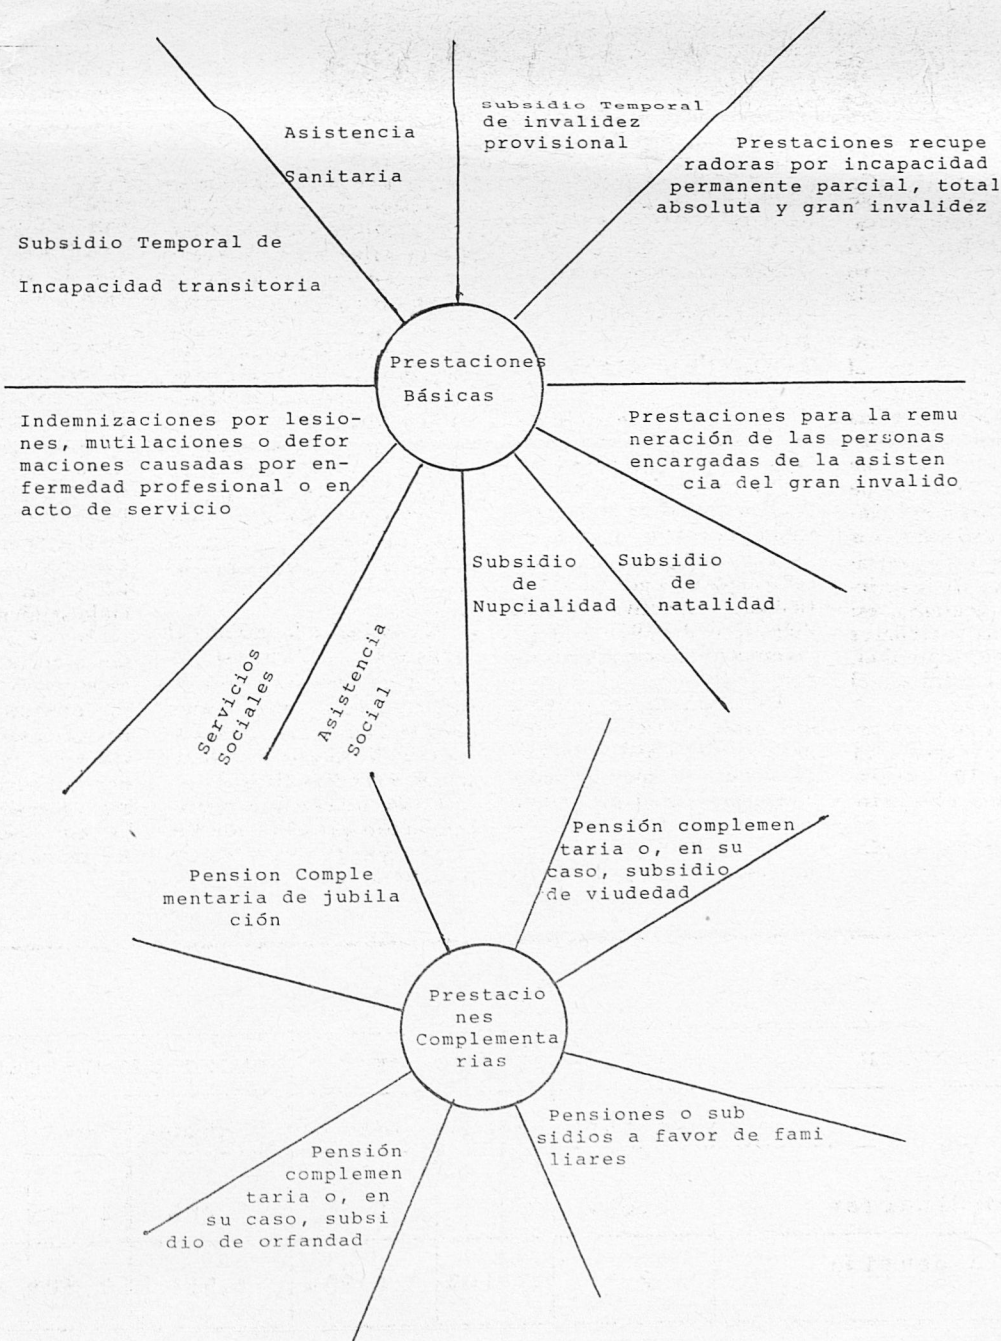 Asistencia
Sanitaria
Subsidio Temporal
de invalidez
provisional
Prestaciones recupe
radoras por incapacidad
permanente parcial, total
absoluta y gran invalidez
Subsidio Temporal de
Incapacidad transitoria
Prestaciones
Básicas
Indemnizaciones por lesio-
nes, mutilaciones o defor
maciones causadas por en-
fermedad profesional o en
acto de servicio
Prestaciones para la remu
neración de las personas
encargadas de la asisten
cia del gran invalido
Servicios
Sociales
Asistencia
Social
Subsidio
de
Nupcialidad
Subsidio
de
natalidad
Pension Comple
mentaria de jubila
ción
Pensión complemen
taria o, en su
caso, subsidio
de viudedad
Prestacio
nes
Complementa
rias
Pensión
complemen
taria o, en
su caso, subsi
dio de orfandad
Pensiones o sub
sidios a favor de fami
liares